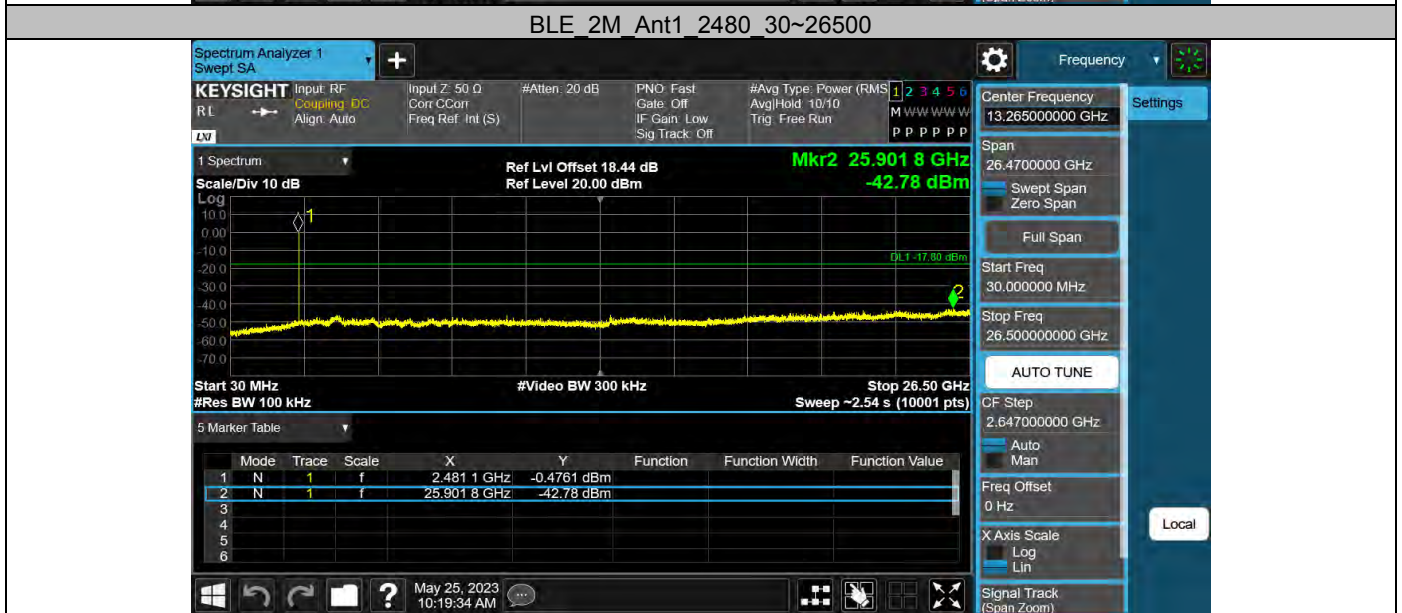 (Span Zoom)
BLE_2M_Ant1_2480_30~26500
Spectrum Analyzer 1
Swept SA
+
Frequency
KEYSIGHT
RL
LXI
Input: RF
Coupling: DC
Align: Auto
Input Z: 50 Ω
Corr CCorr
Freq Ref: Int (S)
#Atten: 20 dB
PNO: Fast
Gate: Off
IF Gain: Low
Sig Track: Off
#Avg Type: Power (RMS
Avg|Hold: 10/10
Trig: Free Run
1 2 3 4 5 6
M W W W W W
P P P P P P
Center Frequency
13.265000000 GHz
Settings
Span
26.4700000 GHz
Swept Span
Zero Span
Full Span
Start Freq
30.000000 MHz
Stop Freq
26.500000000 GHz
AUTO TUNE
CF Step
2.647000000 GHz
Auto
Man
Freq Offset
0 Hz
X Axis Scale
Log
Lin
Local
Signal Track
(Span Zoom)
1 Spectrum
Scale/Div 10 dB
Log
Ref Lvl Offset 18.44 dB
Ref Level 20.00 dBm
Mkr2 25.901 8 GHz
-42.78 dBm
10.0
0.00
-10.0
-20.0
-30.0
-40.0
-50.0
-60.0
-70.0
1
DL1 -17.80 dBm
2
Start 30 MHz
#Res BW 100 kHz
#Video BW 300 kHz
Stop 26.50 GHz
Sweep ~2.54 s (10001 pts)
5 Marker Table
Mode Trace Scale X Y Function Function Width Function Value
1 N 1 f 2.481 1 GHz -0.4761 dBm
2 N 1 f 25.901 8 GHz -42.78 dBm
3
4
5
6
?
May 25, 2023
10:19:34 AM